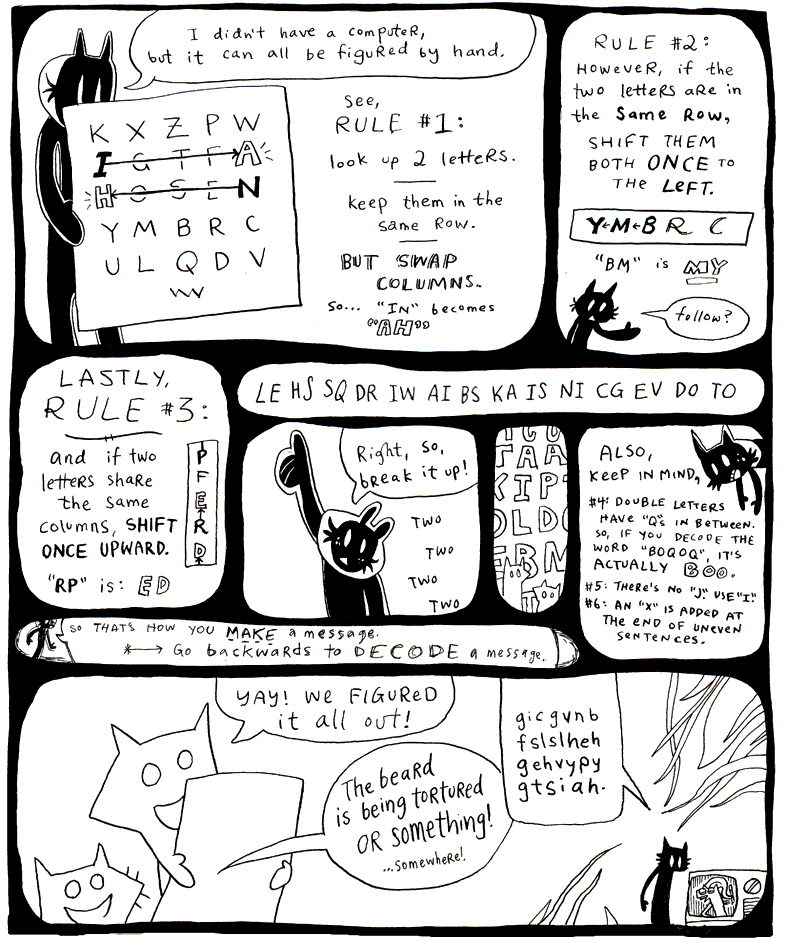 I didn't have a computer,
but it can all be figured by hand.
K X Z P W
I G T F A
H O S E N
Y M B R C
U L Q D V
See,
RULE #1:
look up 2 letters.
keep them in the
same row.
BUT SWAP
COLUMNS.
so... "IN" becomes
"AH"
RULE #2:
However, if the
two letters are in
the Same Row,
SHIFT THEM
BOTH ONCE TO
THE LEFT.
Y←M←B R C
"BM" is MY
follow?
LASTLY,
RULE #3:
and if two
letters share
the same
columns, SHIFT
ONCE UPWARD.
"RP" is: ED
P
F
E
R
D
LE HS SQ DR IW AI BS KA IS NI CG EV DO TO
Right, so,
break it up!
TWO
TWO
TWO
TWO
TAA
XIP
OLDO
ALSO,
KEEP IN MIND,
#4: DOUBLE LETTERS
HAVE "Q"s IN BETWEEN.
SO, IF YOU DECODE THE
WORD "BOQOQ", IT'S
ACTUALLY BOO.
#5: THERE'S NO "J." USE "I."
#6: AN "X" IS ADDED AT
THE END OF UNEVEN
SENTENCES.
SO THAT'S HOW YOU MAKE a message.
*→ Go backwards to DECODE a message.
YAY! WE FIGURED
it all out!
The beard
is being tortured
OR something!
...somewhere!
gicgvnb
fslslheh
gehvypy
gtsiah.